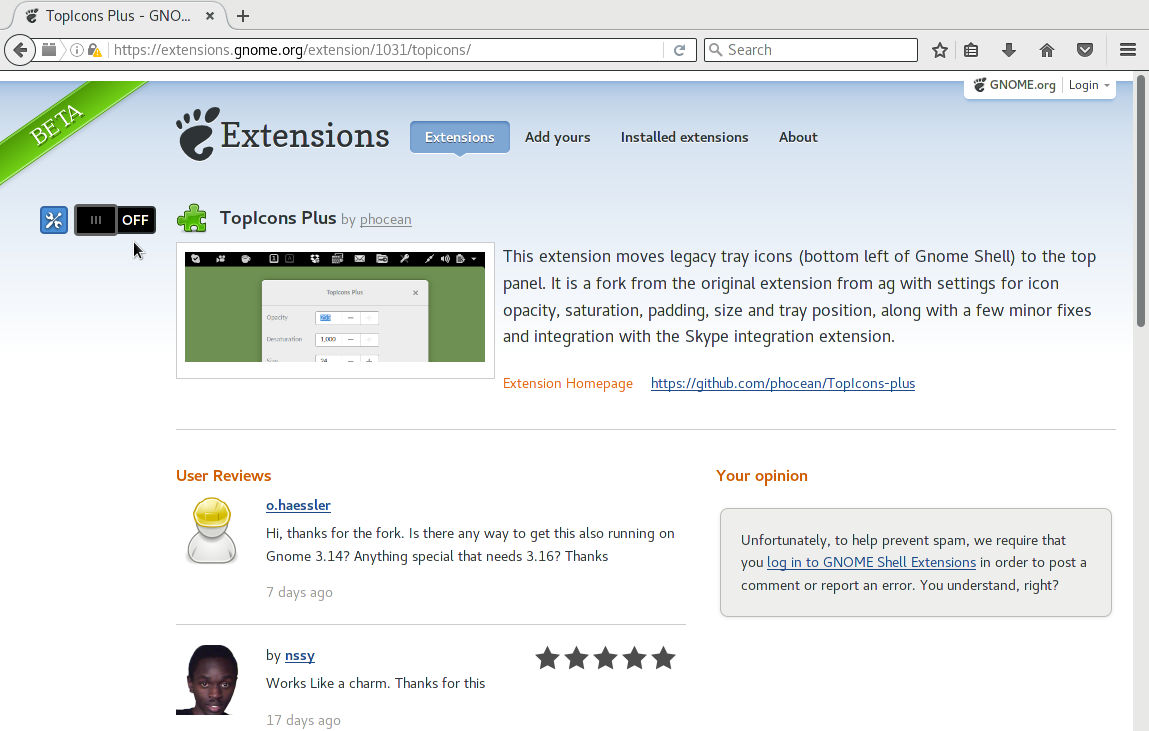 TopIcons Plus - GNO...
https://extensions.gnome.org/extension/1031/topicons/
Search
BETA
GNOME.org
Login
Extensions
Extensions
Add yours
Installed extensions
About
OFF
TopIcons Plus by phocean
TopIcons Plus
Opacity
255
Desaturation
1,000
Size
24
This extension moves legacy tray icons (bottom left of Gnome Shell) to the top
panel. It is a fork from the original extension from ag with settings for icon
opacity, saturation, padding, size and tray position, along with a few minor fixes
and integration with the Skype integration extension.
Extension Homepage
https://github.com/phocean/TopIcons-plus
User Reviews
o.haessler
Hi, thanks for the fork. Is there any way to get this also running on
Gnome 3.14? Anything special that needs 3.16? Thanks
7 days ago
by nssy
Works Like a charm. Thanks for this
17 days ago
Your opinion
Unfortunately, to help prevent spam, we require that
you log in to GNOME Shell Extensions in order to post a
comment or report an error. You understand, right?